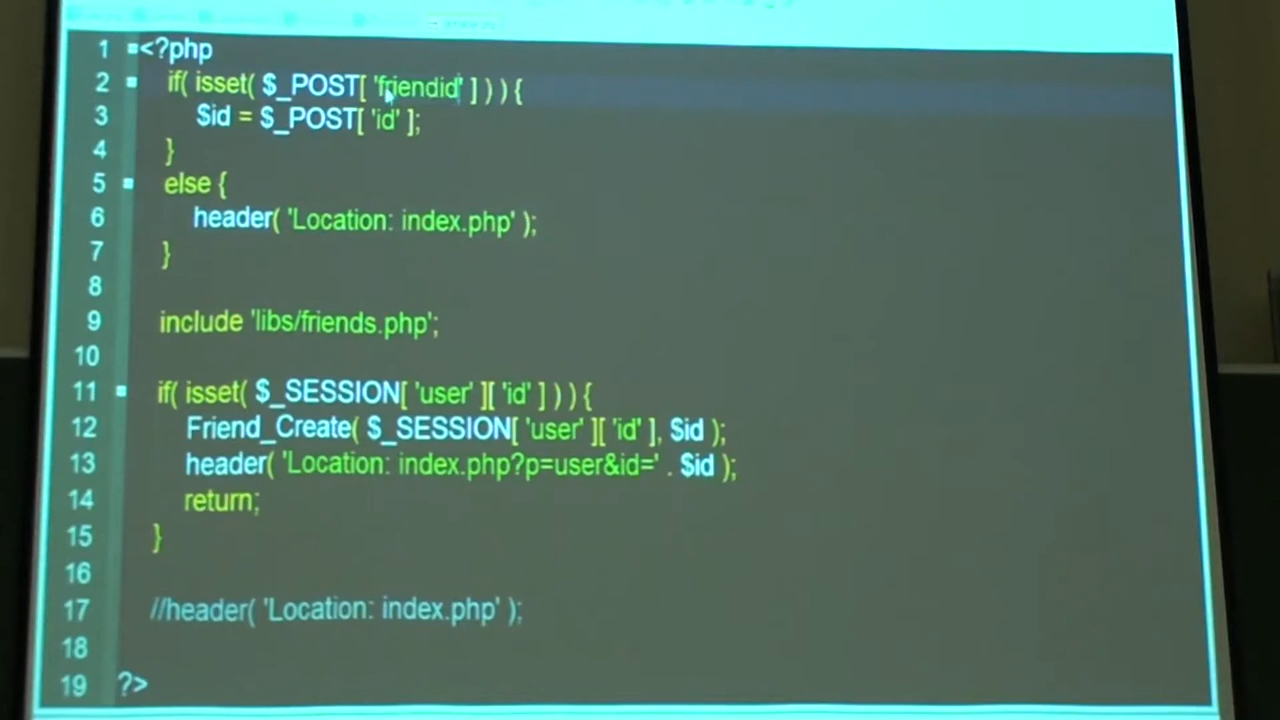 1 <?php
2 if( isset( $_POST[ 'friendid' ] ) ) {
3 $id = $_POST[ 'id' ];
4 }
5 else {
6 header( 'Location: index.php' );
7 }
8
9 include 'libs/friends.php';
10
11 if( isset( $_SESSION[ 'user' ][ 'id' ] ) ) {
12 Friend_Create( $_SESSION[ 'user' ][ 'id' ], $id );
13 header( 'Location: index.php?p=user&id=' . $id );
14 return;
15 }
16
17 //header( 'Location: index.php' );
18
19 ?>